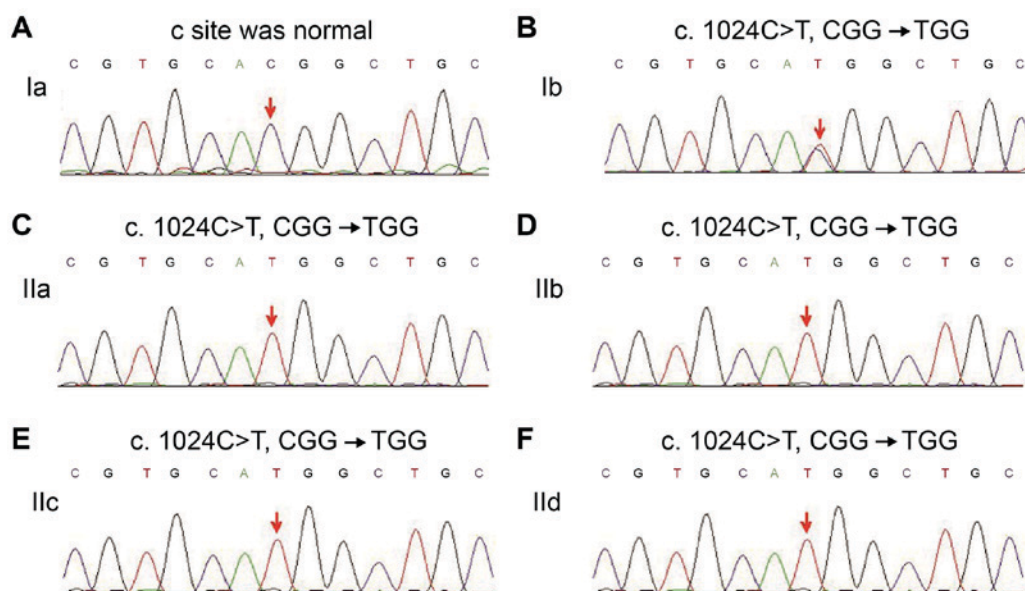 A
c site was normal
C G T G C A C G G C T G C
Ia
B
c. 1024C>T, CGG → TGG
C G T G C A T G G C T G C
Ib
C
c. 1024C>T, CGG → TGG
C G T G C A T G G C T G C
IIa
D
c. 1024C>T, CGG → TGG
C G T G C A T G G C T G C
IIb
E
c. 1024C>T, CGG → TGG
C G T G C A T G G C T G C
IIc
F
c. 1024C>T, CGG → TGG
C G T G C A T G G C T G C
IId